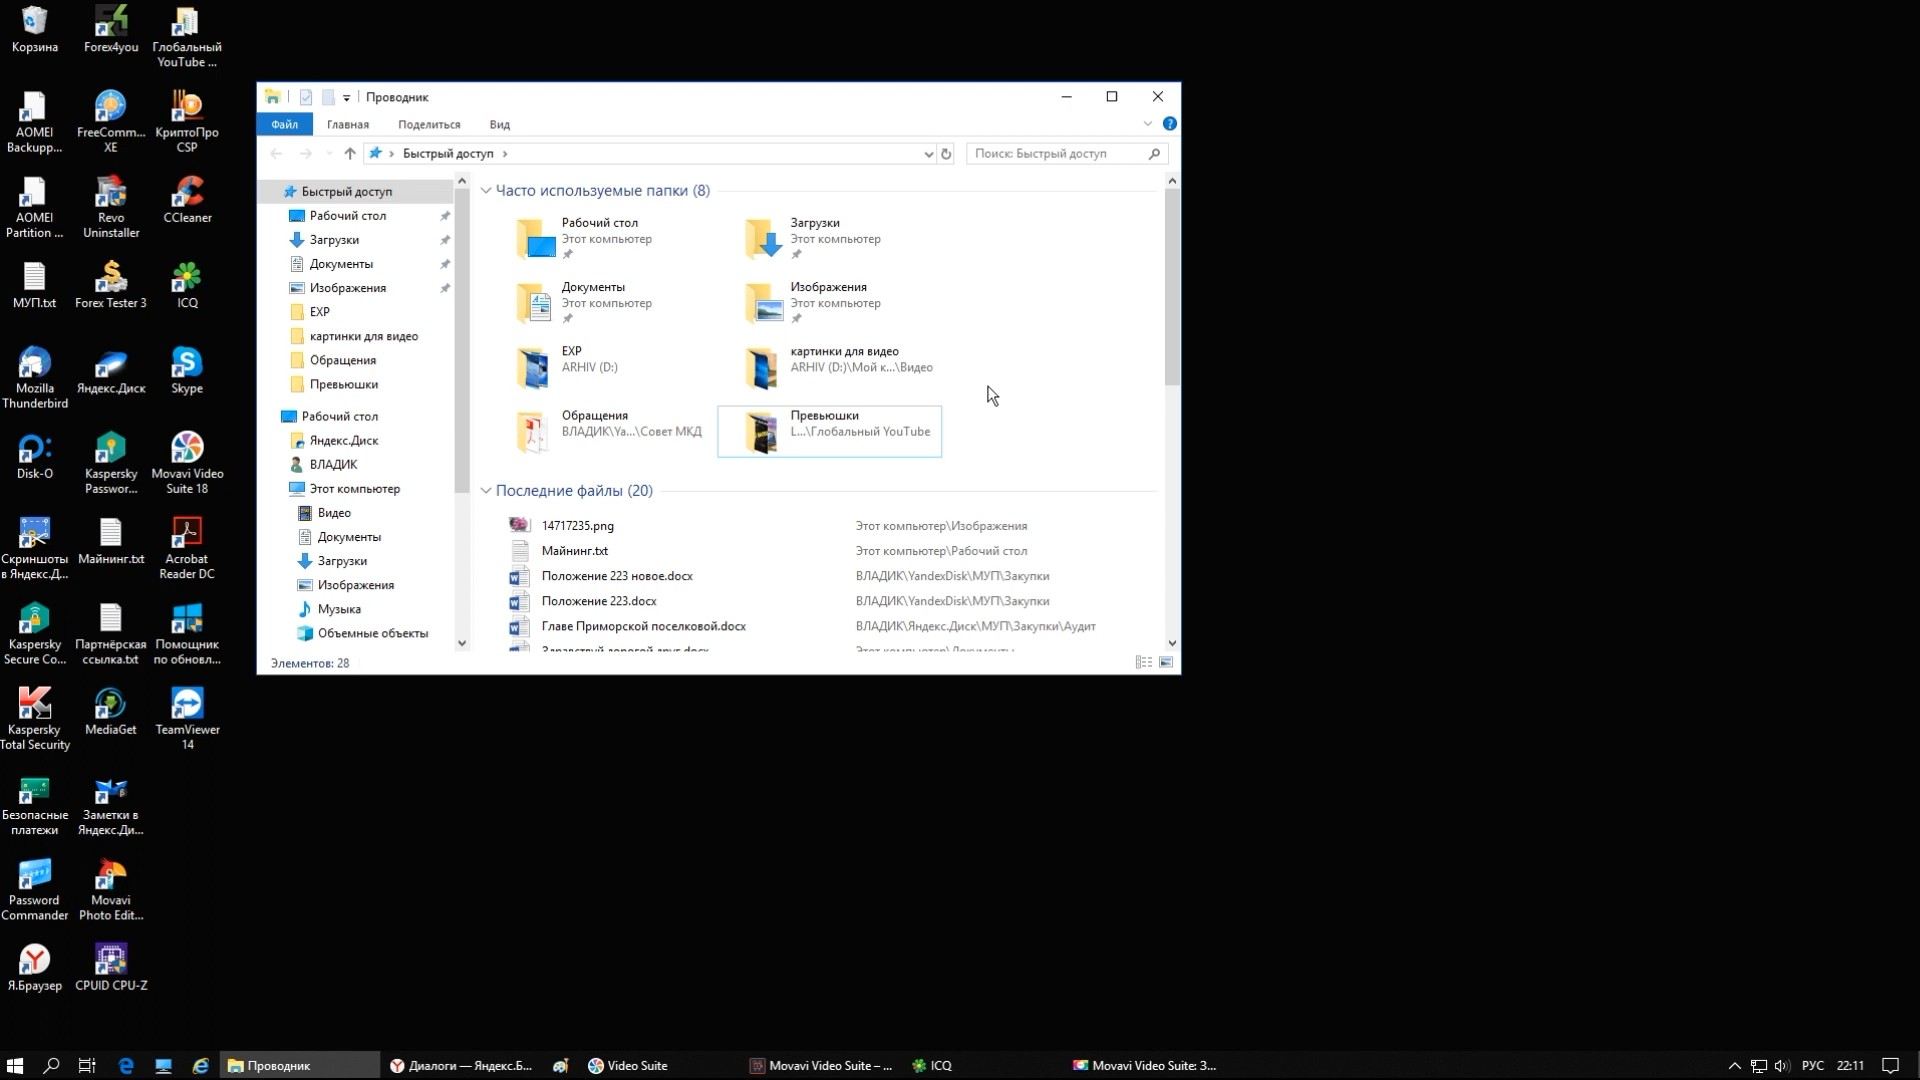 Корзина
Forex4you
Глобальный
YouTube ...
AOMEI
Backupp...
FreeComm...
XE
КриптоПро
CSP
AOMEI
Partition ...
Revo
Uninstaller
CCleaner
МУП.txt
Forex Tester 3
ICQ
Mozilla
Thunderbird
Яндекс.Диск
Skype
Disk-O
Kaspersky
Passwor...
Movavi Video
Suite 18
Скриншоты
в Яндекс.Д...
Майнинг.txt
Acrobat
Reader DC
Kaspersky
Secure Co...
Партнёрская
ссылка.txt
Помощник
по обновл...
Kaspersky
Total Security
MediaGet
TeamViewer
14
Безопасные
платежи
Заметки в
Яндекс.Ди...
Password
Commander
Movavi
Photo Edit...
Я.Браузер
CPUID CPU-Z
Проводник
Файл
Главная
Поделиться
Вид
Быстрый доступ
Поиск: Быстрый доступ
Быстрый доступ
Рабочий стол
Загрузки
Документы
Изображения
EXP
картинки для видео
Обращения
Превьюшки
Рабочий стол
Яндекс.Диск
ВЛАДИК
Этот компьютер
Видео
Документы
Загрузки
Изображения
Музыка
Объемные объекты
Часто используемые папки (8)
Рабочий стол
Этот компьютер
Загрузки
Этот компьютер
Документы
Этот компьютер
Изображения
Этот компьютер
EXP
ARHIV (D:)
картинки для видео
ARHIV (D:)\Мой к...\Видео
Обращения
ВЛАДИК\Ya...\Совет МКД
Превьюшки
L...\Глобальный YouTube
Последние файлы (20)
14717235.png Этот компьютер\Изображения
Майнинг.txt Этот компьютер\Рабочий стол
Положение 223 новое.docx ВЛАДИК\YandexDisk\МУП\Закупки
Положение 223.docx ВЛАДИК\YandexDisk\МУП\Закупки
Главе Приморской поселковой.docx ВЛАДИК\Яндекс.Диск\МУП\Закупки\Аудит
Здравствуй дорогой друг.docx Этот компьютер\Документы
Элементов: 28
Проводник
Диалоги — Яндекс.Б...
Video Suite
Movavi Video Suite – ...
ICQ
Movavi Video Suite: З...
РУС
22:11